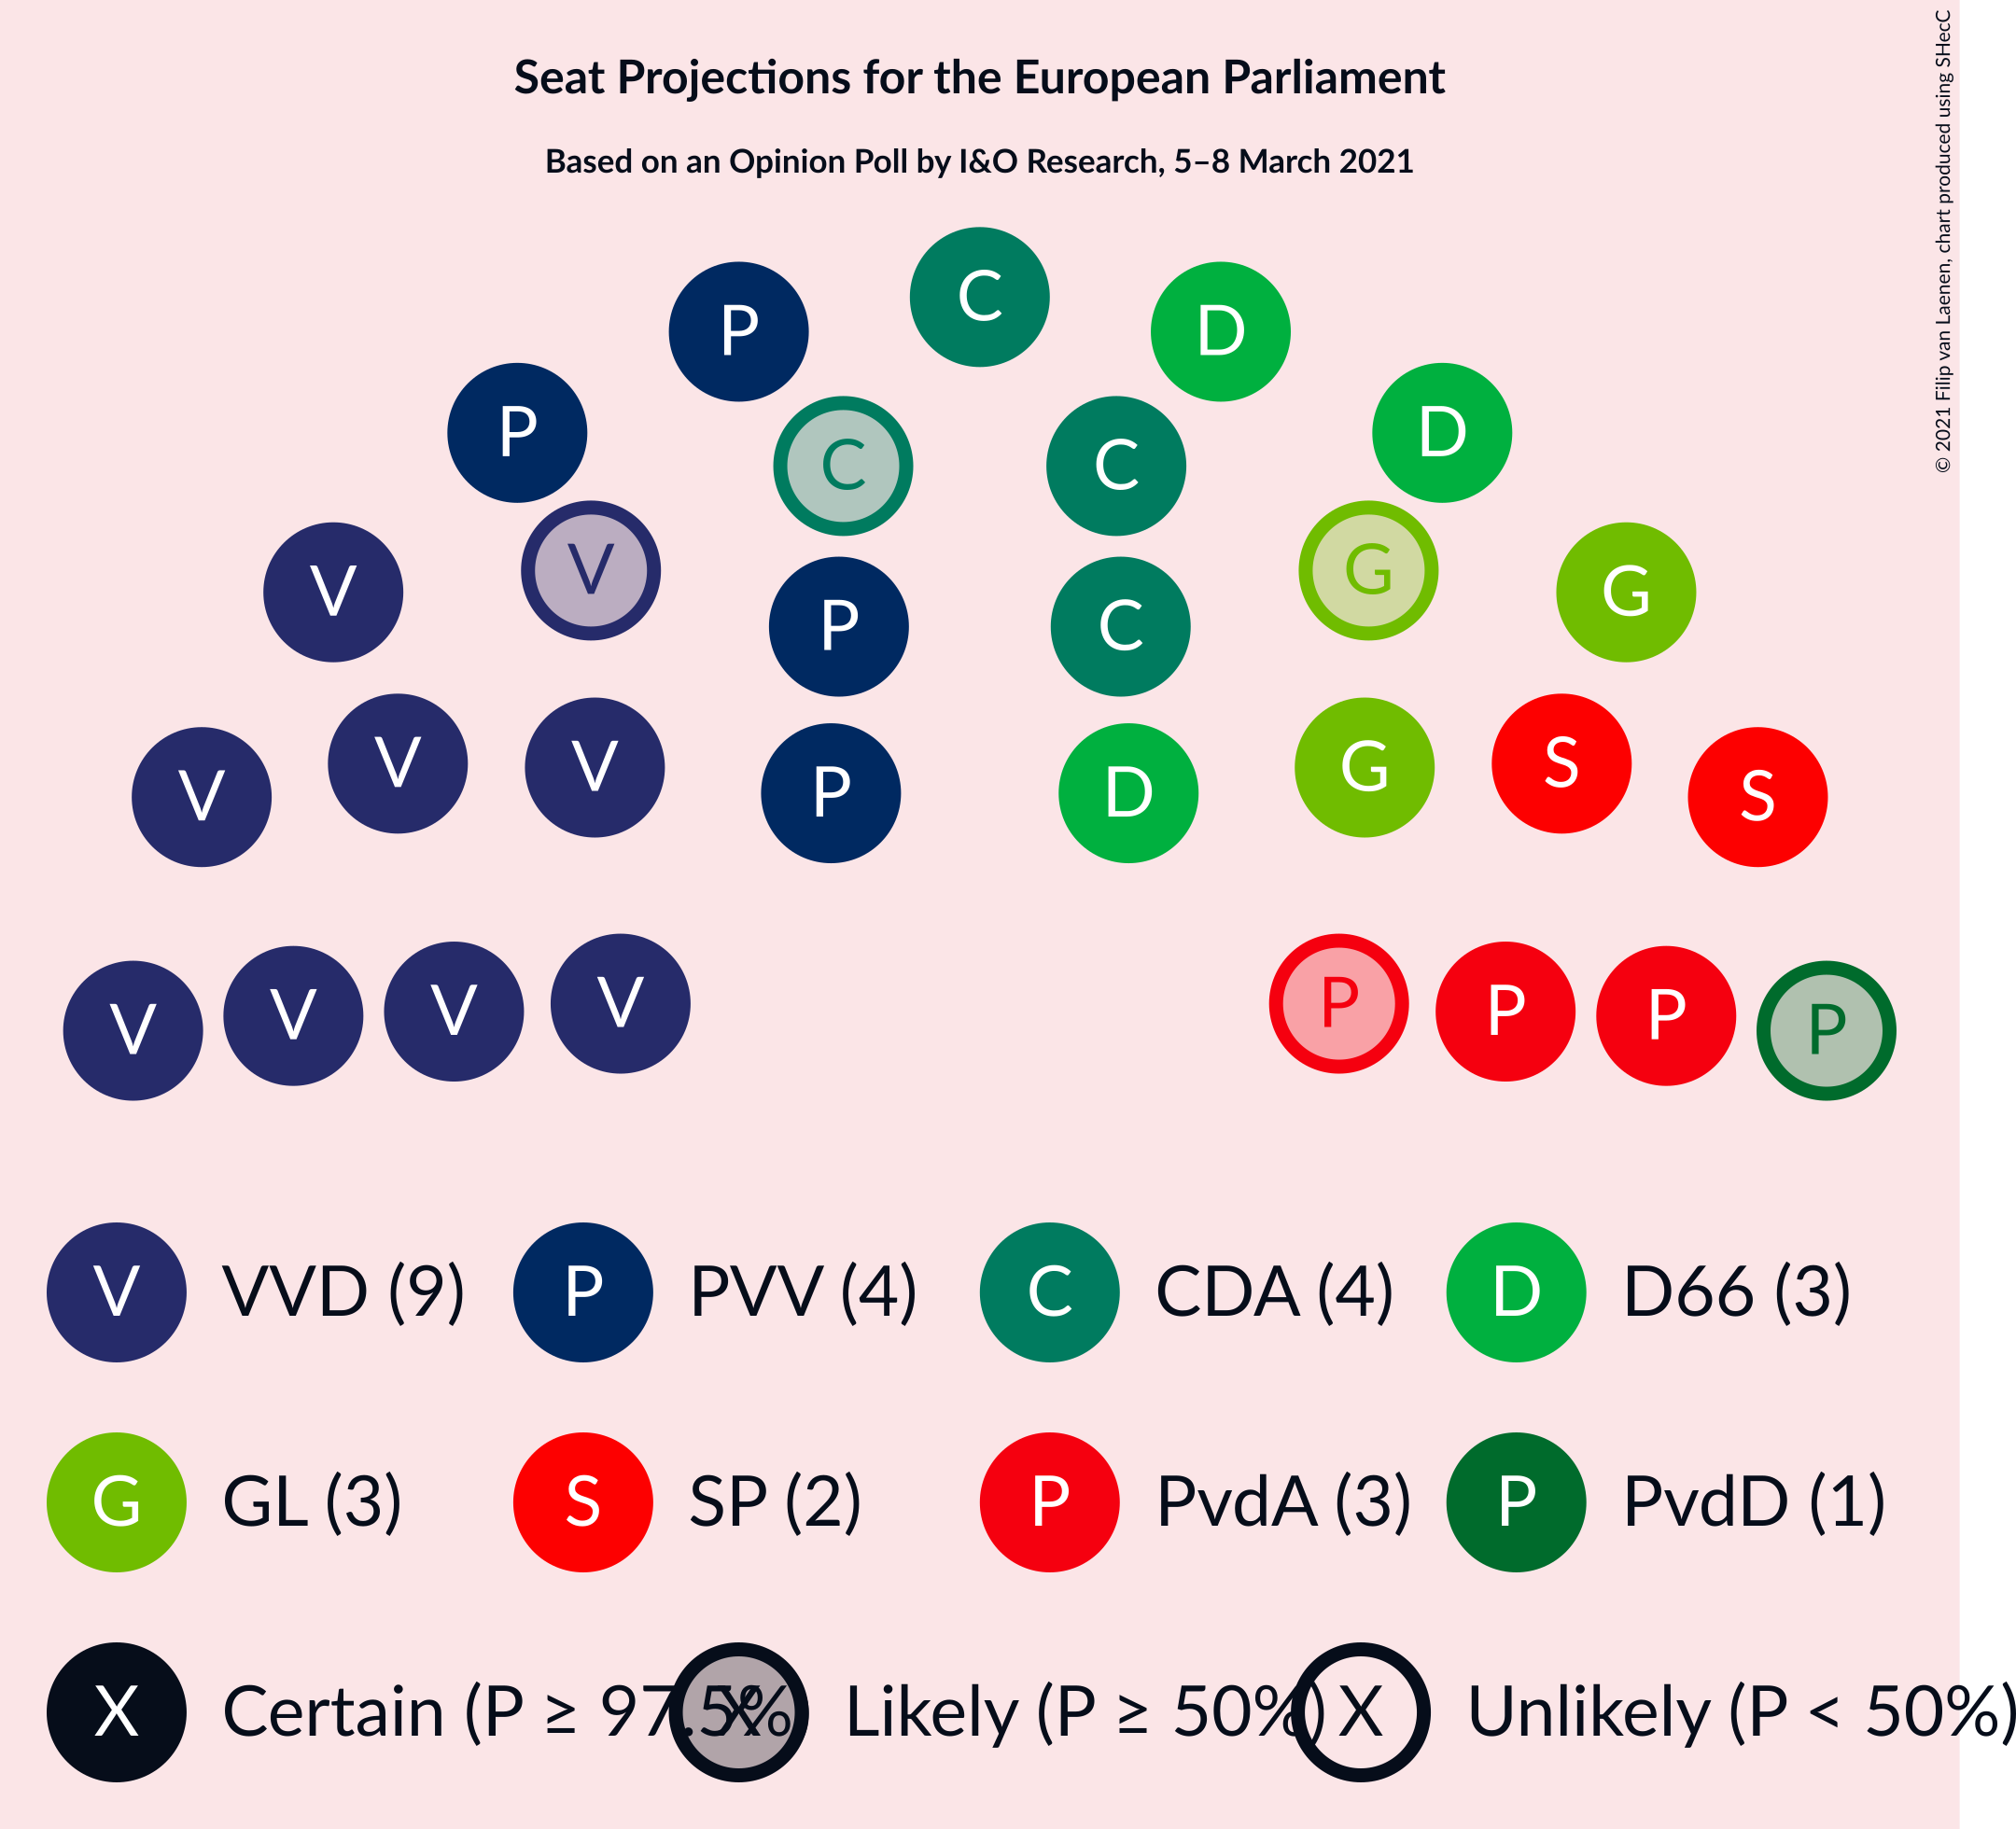 Seat Projections for the European Parliament
Based on an Opinion Poll by I&O Research, 5–8 March 2021
© 2021 Filip van Laenen, chart produced using SHecC
C
P D
P D
C C
V G
V G
P C
V V G S
V S
P D
V V V V P P P P
V VVD (9) P PVV (4) C CDA (4) D D66 (3)
G GL (3) S SP (2) P PvdA (3) P PvdD (1)
X Certain (P ≥ 97.5% X Likely (P ≥ 50%) X Unlikely (P < 50%)